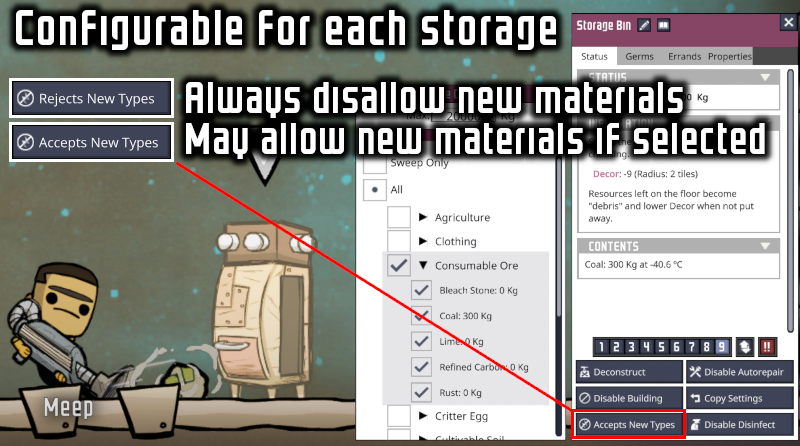 Configurable for each storage
Rejects New Types
Always disallow new materials
Accepts New Types
May allow new materials if selected
Meep
Max:
Kg
Sweep Only
All
Agriculture
Clothing
Consumable Ore
Bleach Stone: 0 Kg
Coal: 300 Kg
Lime: 0 Kg
Refined Carbon: 0 Kg
Rust: 0 Kg
Critter Egg
Cultivable Soil
Storage Bin
Status Germs Errands Properties
STATUS
Kg
Decor: -9 (Radius: 2 tiles)
Resources left on the floor become
"debris" and lower Decor when not put
away.
CONTENTS
Coal: 300 Kg at -40.6 °C
1 2 3 4 5 6 7 8 9 !!
Deconstruct
Disable Autorepair
Disable Building
Copy Settings
Accepts New Types
Disable Disinfect